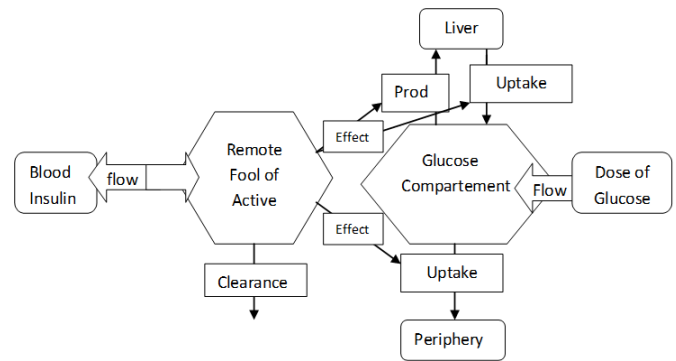 Liver
Prod
Uptake
Effect
Remote
Fool of
Active
Glucose
Compartement
Blood
Insulin
flow
Flow
Dose of
Glucose
Effect
Clearance
Uptake
Periphery